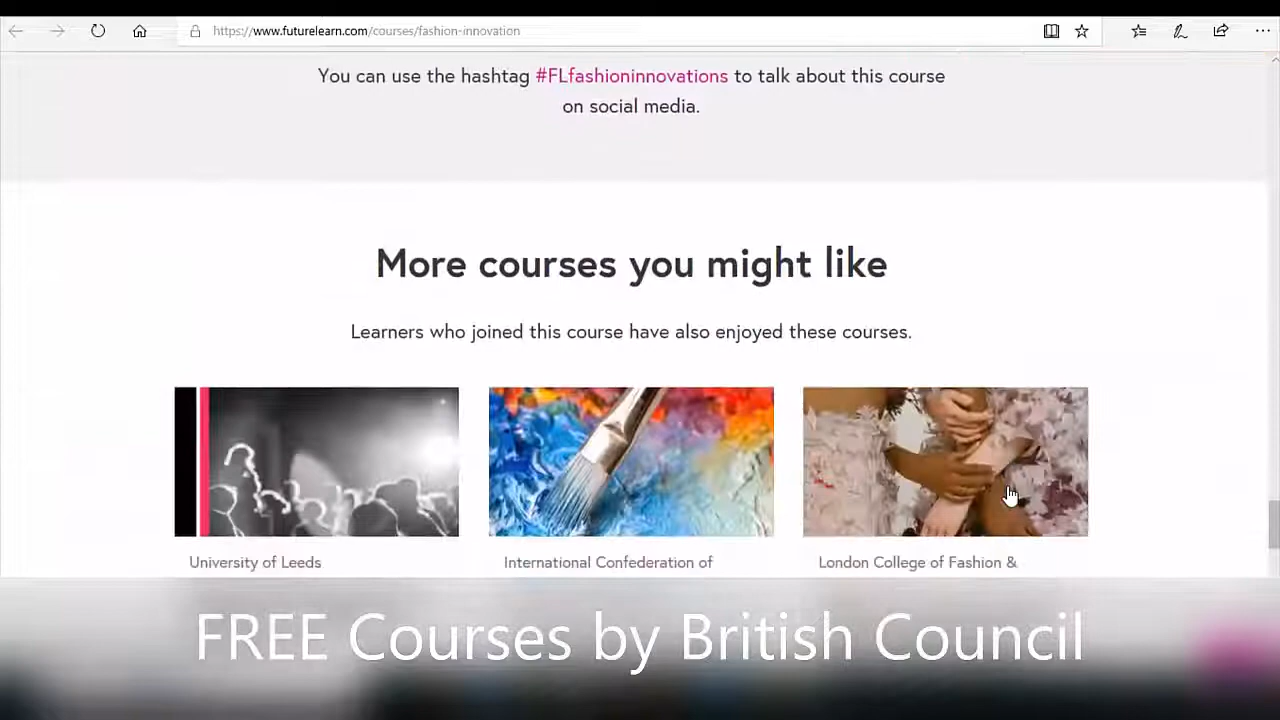 https://www.futurelearn.com/courses/fashion-innovation
You can use the hashtag #FLfashioninnovations to talk about this course
on social media.
More courses you might like
Learners who joined this course have also enjoyed these courses.
University of Leeds
International Confederation of
London College of Fashion &
FREE Courses by British Council